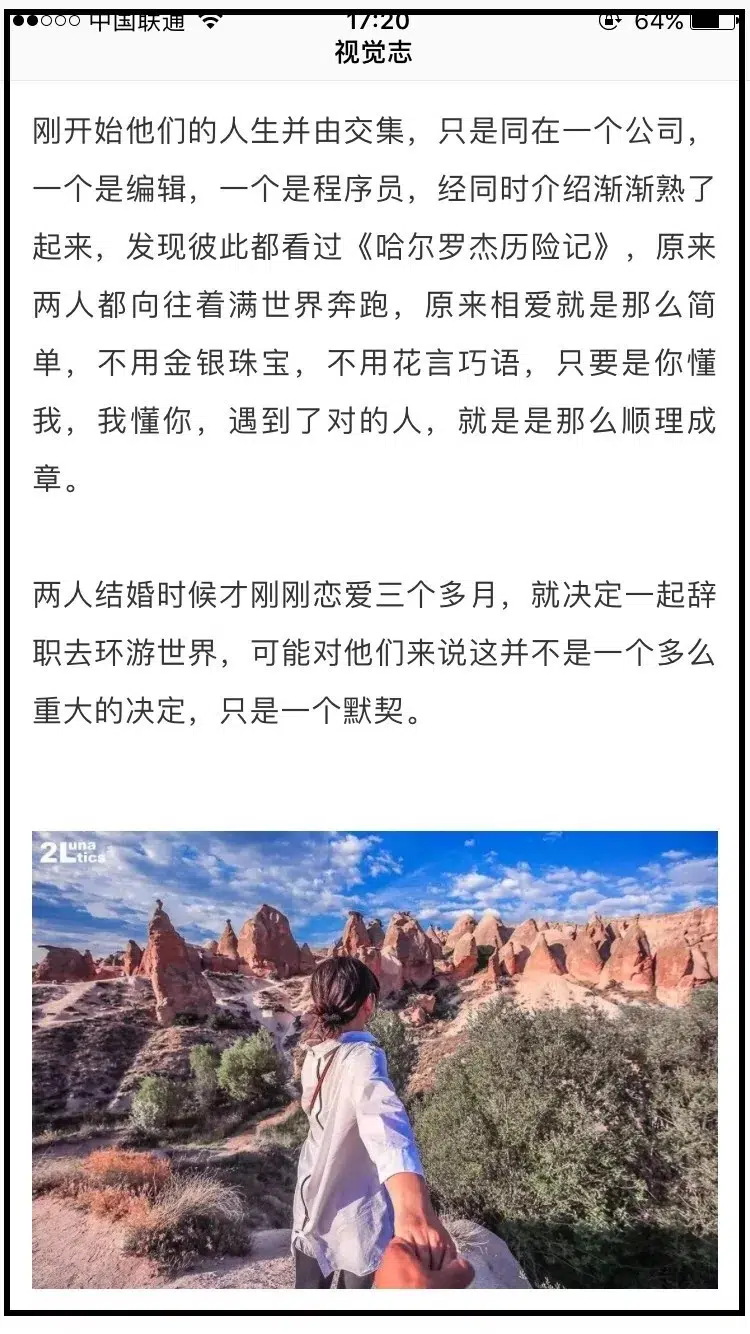 中国联通 17:20 64%
视觉志
刚开始他们的人生并由交集，只是同在一个公司，
一个是编辑，一个是程序员，经同时介绍渐渐熟了
起来，发现彼此都看过《哈尔罗杰历险记》，原来
两人都向往着满世界奔跑，原来相爱就是那么简
单，不用金银珠宝，不用花言巧语，只要是你懂
我，我懂你，遇到了对的人，就是是那么顺理成
章。
两人结婚时候才刚刚恋爱三个多月，就决定一起辞
职去环游世界，可能对他们来说这并不是一个多么
重大的决定，只是一个默契。
2Luna
tics